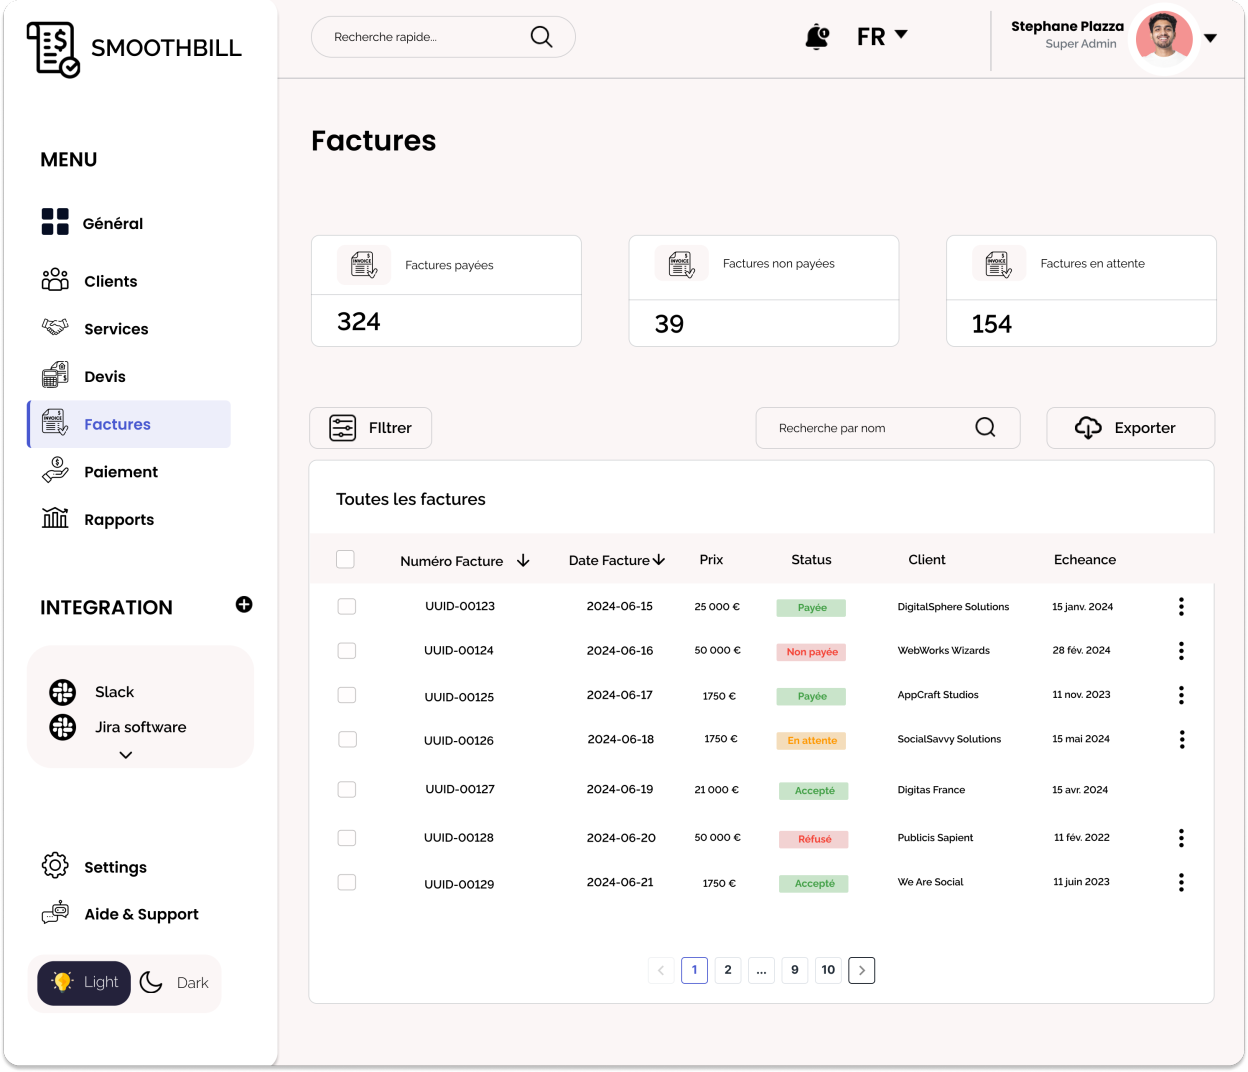 SMOOTHBILL
Recherche rapide...
FR
Stephane Plazza
Super Admin
MENU
Général
Clients
Services
Devis
Factures
Paiement
Rapports
INTEGRATION
Slack
Jira software
Settings
Aide & Support
Light Dark
Factures
Factures payées
324
Factures non payées
39
Factures en attente
154
FIltrer
Recherche par nom
Exporter
Toutes les factures
Numéro Facture Date Facture Prix Status Client Echeance
UUID-00123 2024-06-15 25 000 € Payée DigitalSphere Solutions 15 janv. 2024
UUID-00124 2024-06-16 50 000 € Non payée WebWorks Wizards 28 fév. 2024
UUID-00125 2024-06-17 1750 € Payée AppCraft Studios 11 nov. 2023
UUID-00126 2024-06-18 1750 € En attente SocialSavvy Solutions 15 mai 2024
UUID-00127 2024-06-19 21 000 € Accepté Digitas France 15 avr. 2024
UUID-00128 2024-06-20 50 000 € Réfusé Publicis Sapient 11 fév. 2022
UUID-00129 2024-06-21 1750 € Accepté We Are Social 11 juin 2023
1 2 ... 9 10